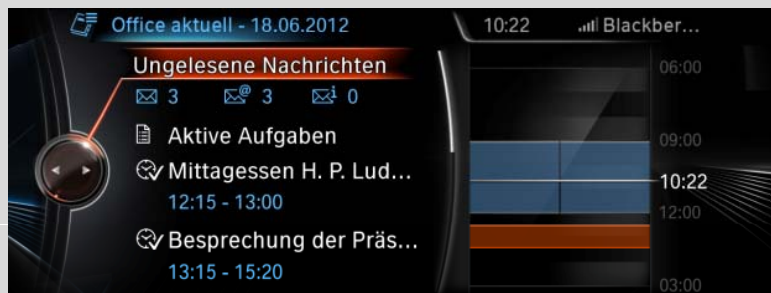 Office aktuell - 18.06.2012
10:22 Blackber...
Ungelesene Nachrichten
3 3 0
Aktive Aufgaben
Mittagessen H. P. Lud...
12:15 - 13:00
Besprechung der Präs...
13:15 - 15:20
06:00
09:00
10:22
12:00
03:00